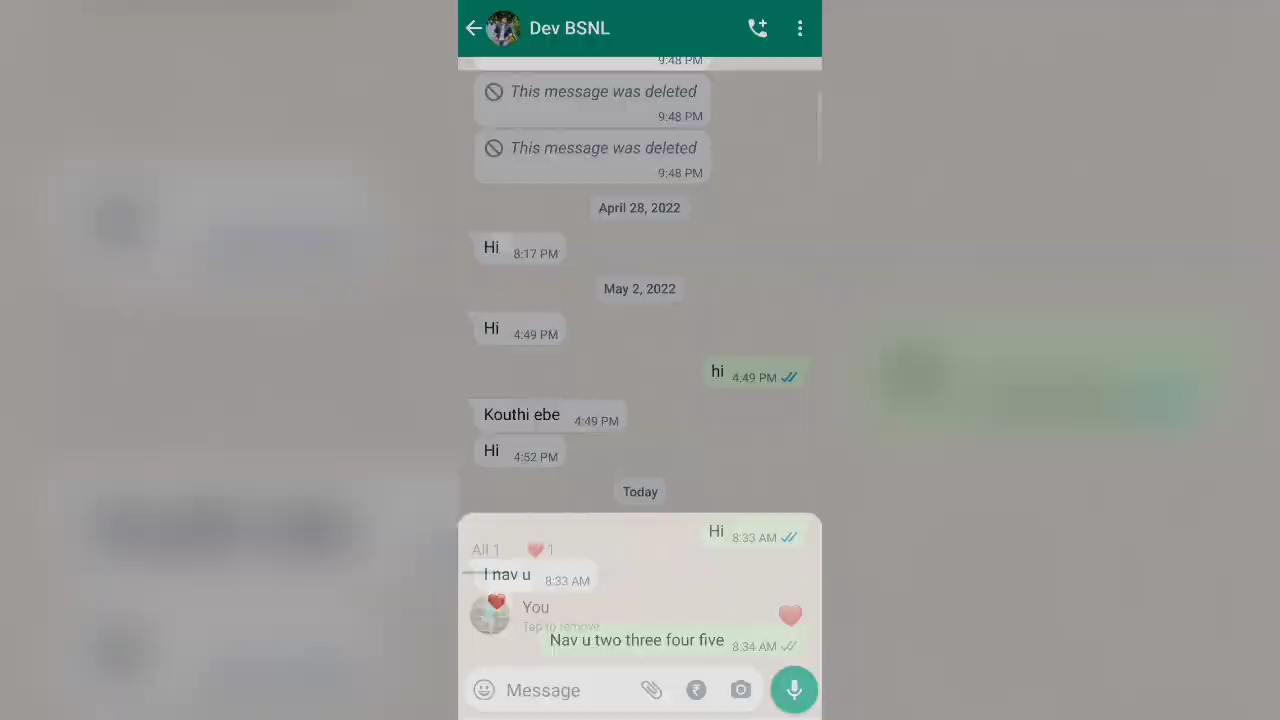 Dev BSNL
9:48 PM
This message was deleted
9:48 PM
This message was deleted
9:48 PM
April 28, 2022
Hi 8:17 PM
May 2, 2022
Hi 4:49 PM
hi 4:49 PM
Kouthi ebe 4:49 PM
Hi 4:52 PM
Today
Hi 8:33 AM
All 1 1
I nav u 8:33 AM
You
Tap to remove
Nav u two three four five 8:34 AM
Message